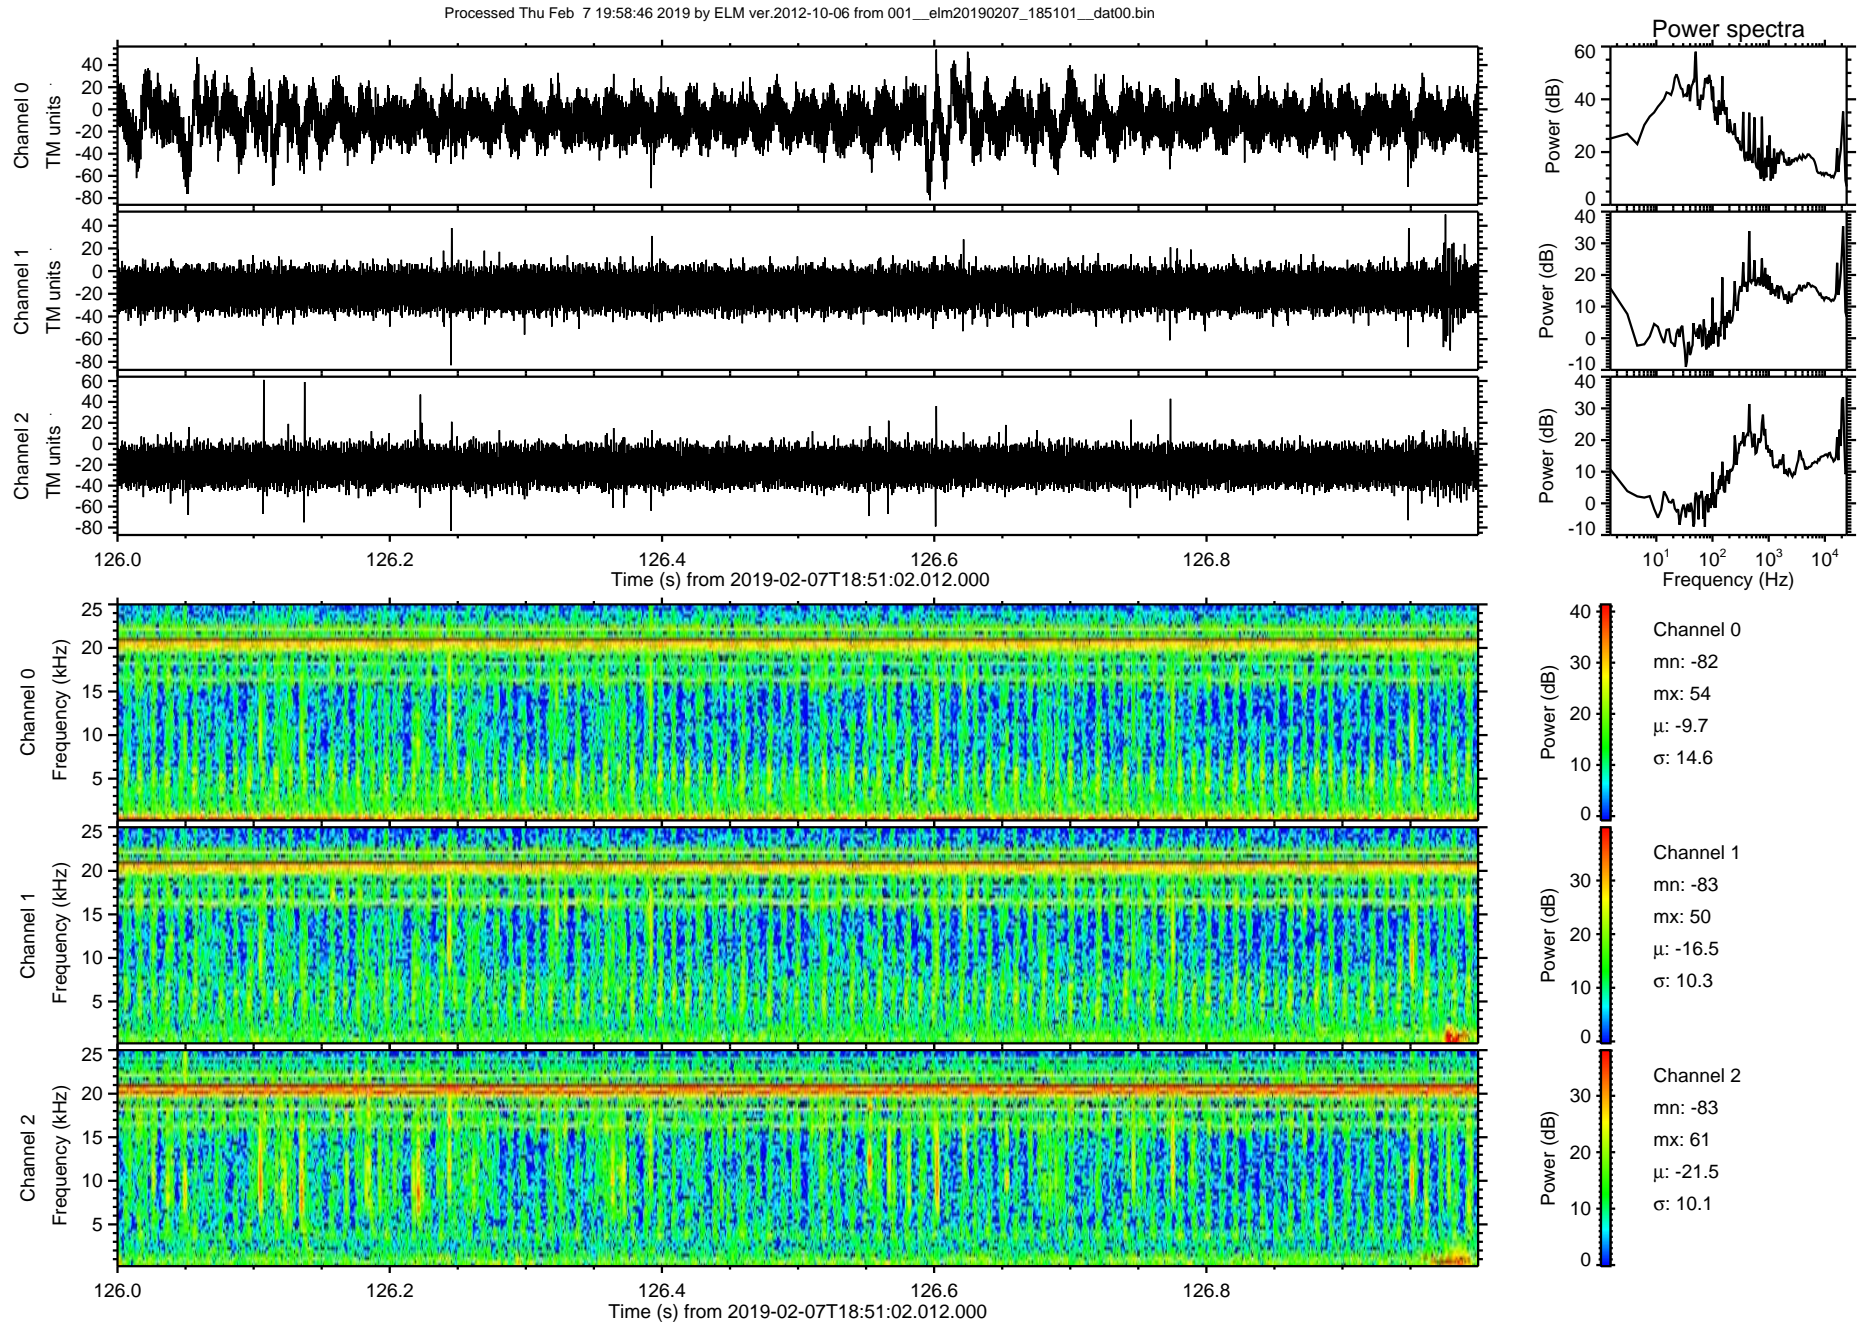 Processed Thu Feb  7 19:58:46 2019 by ELM ver.2012-10-06 from 001__elm20190207_185101__dat00.bin
Power spectra
Channel 0
TM units
40
20
0
-20
-40
-60
-80
Power (dB)
60
40
20
0
Channel 1
TM units
40
20
0
-20
-40
-60
-80
Power (dB)
40
30
20
10
0
-10
Channel 2
TM units
60
40
20
0
-20
-40
-60
-80
Power (dB)
40
30
20
10
0
-10
126.0 126.2 126.4 126.6 126.8
Time (s) from 2019-02-07T18:51:02.012.000
10¹ 10² 10³ 10⁴
Frequency (Hz)
Channel 0
Frequency (kHz)
25
20
15
10
5
Power (dB)
40
30
20
10
0
Channel 0
mn: -82
mx: 54
μ: -9.7
σ: 14.6
Channel 1
Frequency (kHz)
25
20
15
10
5
Power (dB)
30
20
10
0
Channel 1
mn: -83
mx: 50
μ: -16.5
σ: 10.3
Channel 2
Frequency (kHz)
25
20
15
10
5
Power (dB)
30
20
10
0
Channel 2
mn: -83
mx: 61
μ: -21.5
σ: 10.1
126.0 126.2 126.4 126.6 126.8
Time (s) from 2019-02-07T18:51:02.012.000